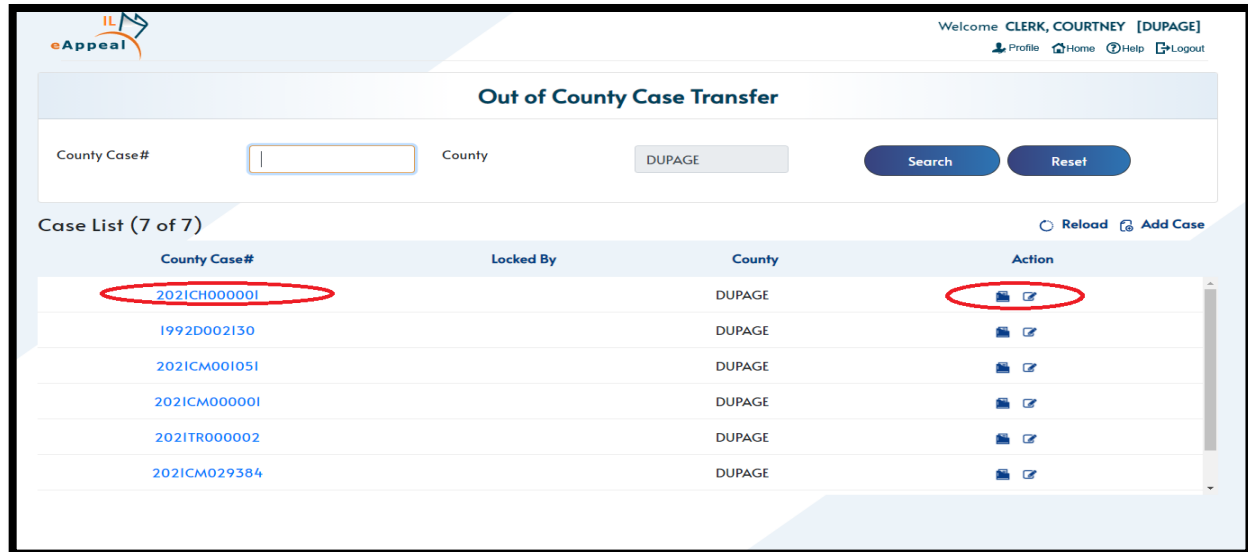 IL
eAppeal
Welcome CLERK, COURTNEY [DUPAGE]
Profile Home Help Logout
Out of County Case Transfer
County Case# County DUPAGE Search Reset
Case List (7 of 7) Reload Add Case
County Case# Locked By County Action
2021CH000001 DUPAGE
1992D002130 DUPAGE
2021CM001051 DUPAGE
2021CM000001 DUPAGE
2021TR000002 DUPAGE
2021CM029384 DUPAGE